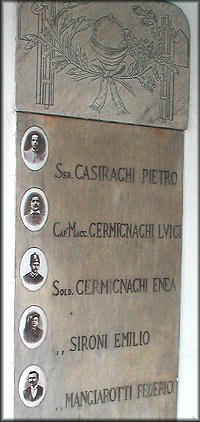 SER. CASIRAGHI PIETRO
CAP. MAGG. GERMIGNAGHI LUIGI
SOLD. GERMIGNAGHI ENEA
,, SIRONI EMILIO
,, MANGIAROTTI FEDERICO